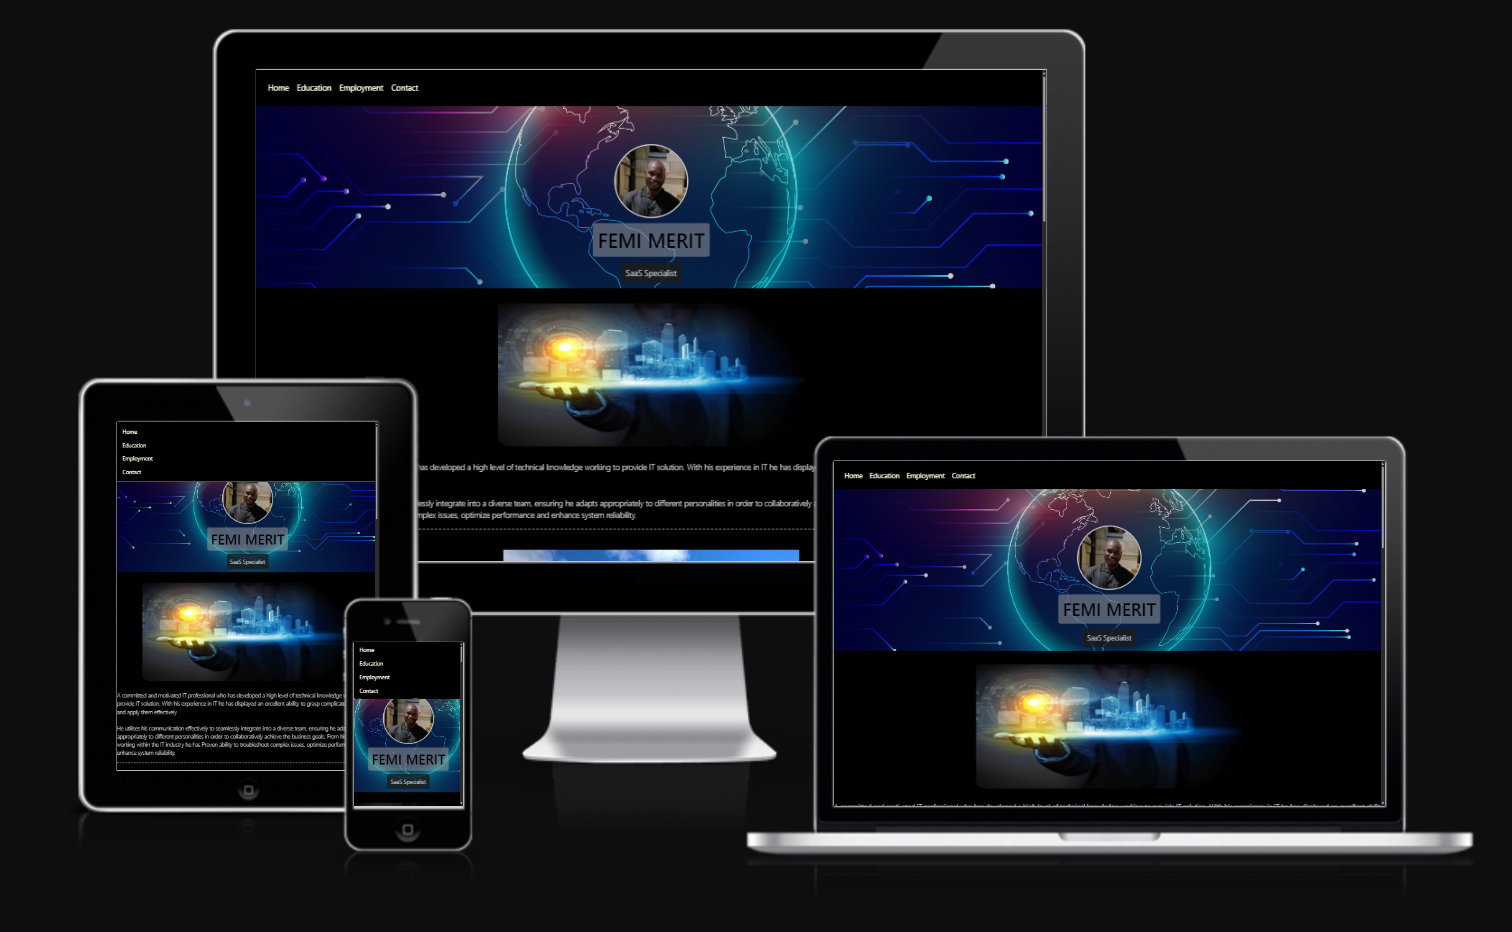 Home Education Employment Contact
FEMI MERIT
SaaS Specialist
has developed a high level of technical knowledge working to provide IT solution. With his experience in IT he has display
lessly integrate into a diverse team, ensuring he adapts appropriately to different personalities in order to collaboratively
mplex issues, optimize performance and enhance system reliability.
Home
Education
Employment
Contact
FEMI MERIT
SaaS Specialist
A committed and motivated IT professional who has developed a high level of technical knowledge
provide IT solution. With his experience in IT he has displayed an excellent ability to grasp complicate
and apply them effectively
He utilises his communication effectively to seamlessly integrate into a diverse team, ensuring he ada
appropriately to different personalities in order to collaboratively achieve the business goals. From
working within the IT industry he has Proven ability to troubleshoot complex issues, optimize perform
enhance system reliability.
Home
Education
Employment
Contact
FEMI MERIT
SaaS Specialist
Home Education Employment Contact
FEMI MERIT
SaaS Specialist